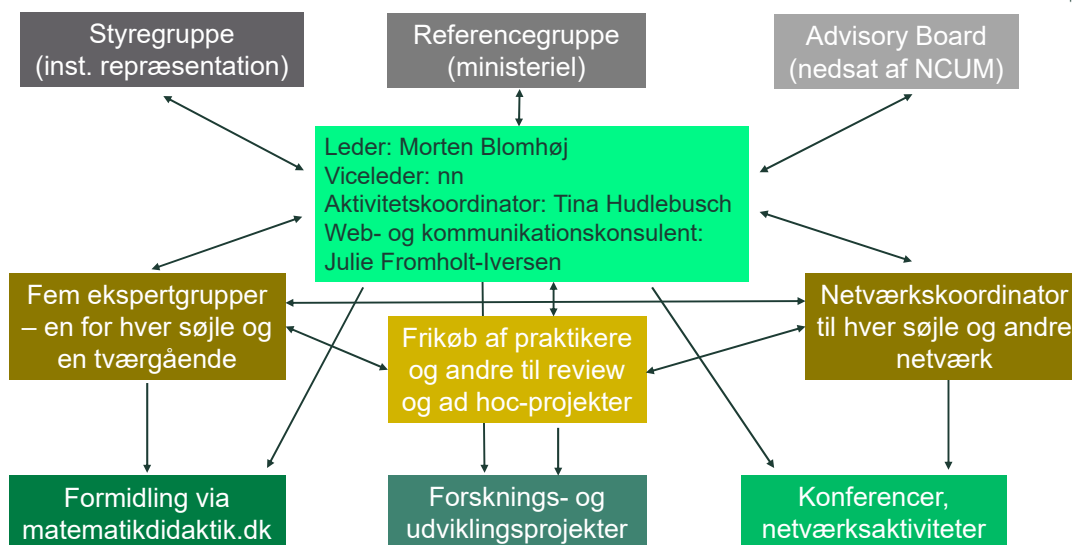 Styregruppe
(inst. repræsentation)
Referencegruppe
(ministeriel)
Advisory Board
(nedsat af NCUM)
Leder: Morten Blomhøj
Viceleder: nn
Aktivitetskoordinator: Tina Hudlebusch
Web- og kommunikationskonsulent:
Julie Fromholt-Iversen
Fem ekspertgrupper
– en for hver søjle og
en tværgående
Frikøb af praktikere
og andre til review
og ad hoc-projekter
Netværkskoordinator
til hver søjle og andre
netværk
Formidling via
matematikdidaktik.dk
Forsknings- og
udviklingsprojekter
Konferencer,
netværksaktiviteter